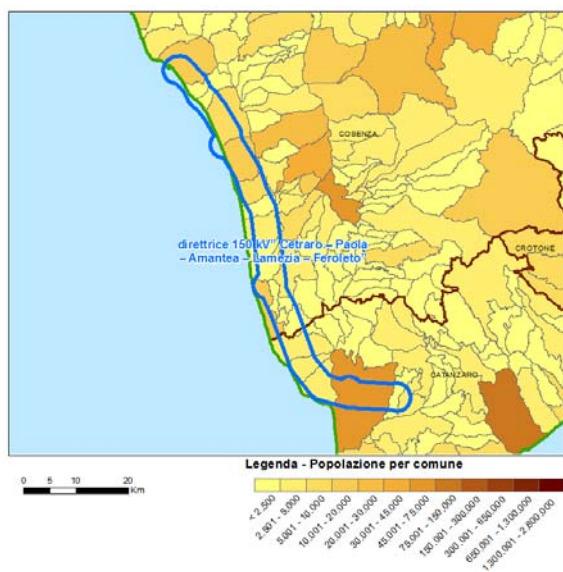 COSENZA
direttrice 150 kV" Cetraro – Paola
– Amantea – Lamezia – Feroleto"
CROTONE
CATANZARO
Legenda - Popolazione per comune
0 5 10 20
Km
< 2.500
2.501 - 5.000
5.001 - 10.000
10.001 - 20.000
20.001 - 30.000
30.001 - 45.000
45.001 - 75.000
75.001 - 150.000
150.001 - 300.000
300.001 - 650.000
650.001 - 1.300.000
1.300.001 - 2.600.000